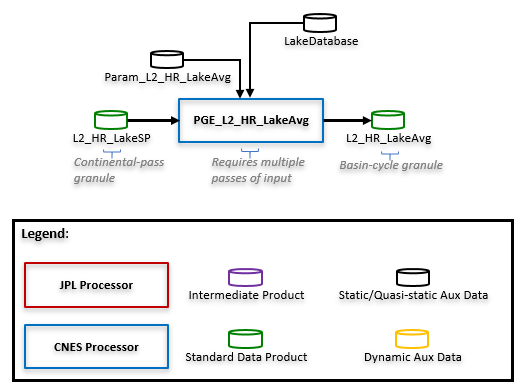 LakeDatabase
Param_L2_HR_LakeAvg
PGE_L2_HR_LakeAvg
L2_HR_LakeSP
L2_HR_LakeAvg
Continental-pass
granule
Requires multiple
passes of input
Basin-cycle granule
Legend:
JPL Processor
Intermediate Product
Static/Quasi-static Aux Data
CNES Processor
Standard Data Product
Dynamic Aux Data